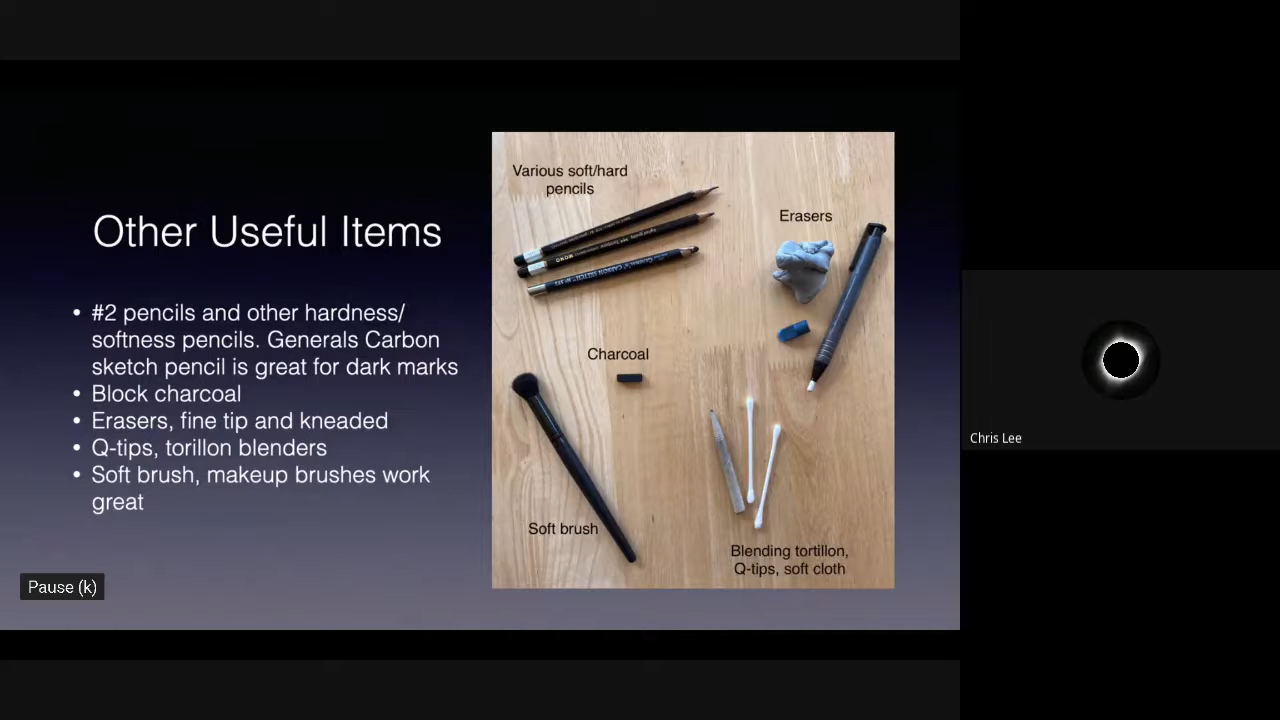 Other Useful Items
• #2 pencils and other hardness/
softness pencils. Generals Carbon
sketch pencil is great for dark marks
• Block charcoal
• Erasers, fine tip and kneaded
• Q-tips, torillon blenders
• Soft brush, makeup brushes work
great
Various soft/hard
pencils
MONO
Erasers
Charcoal
Soft brush
Blending tortillon,
Q-tips, soft cloth
Pause (k)
Chris Lee